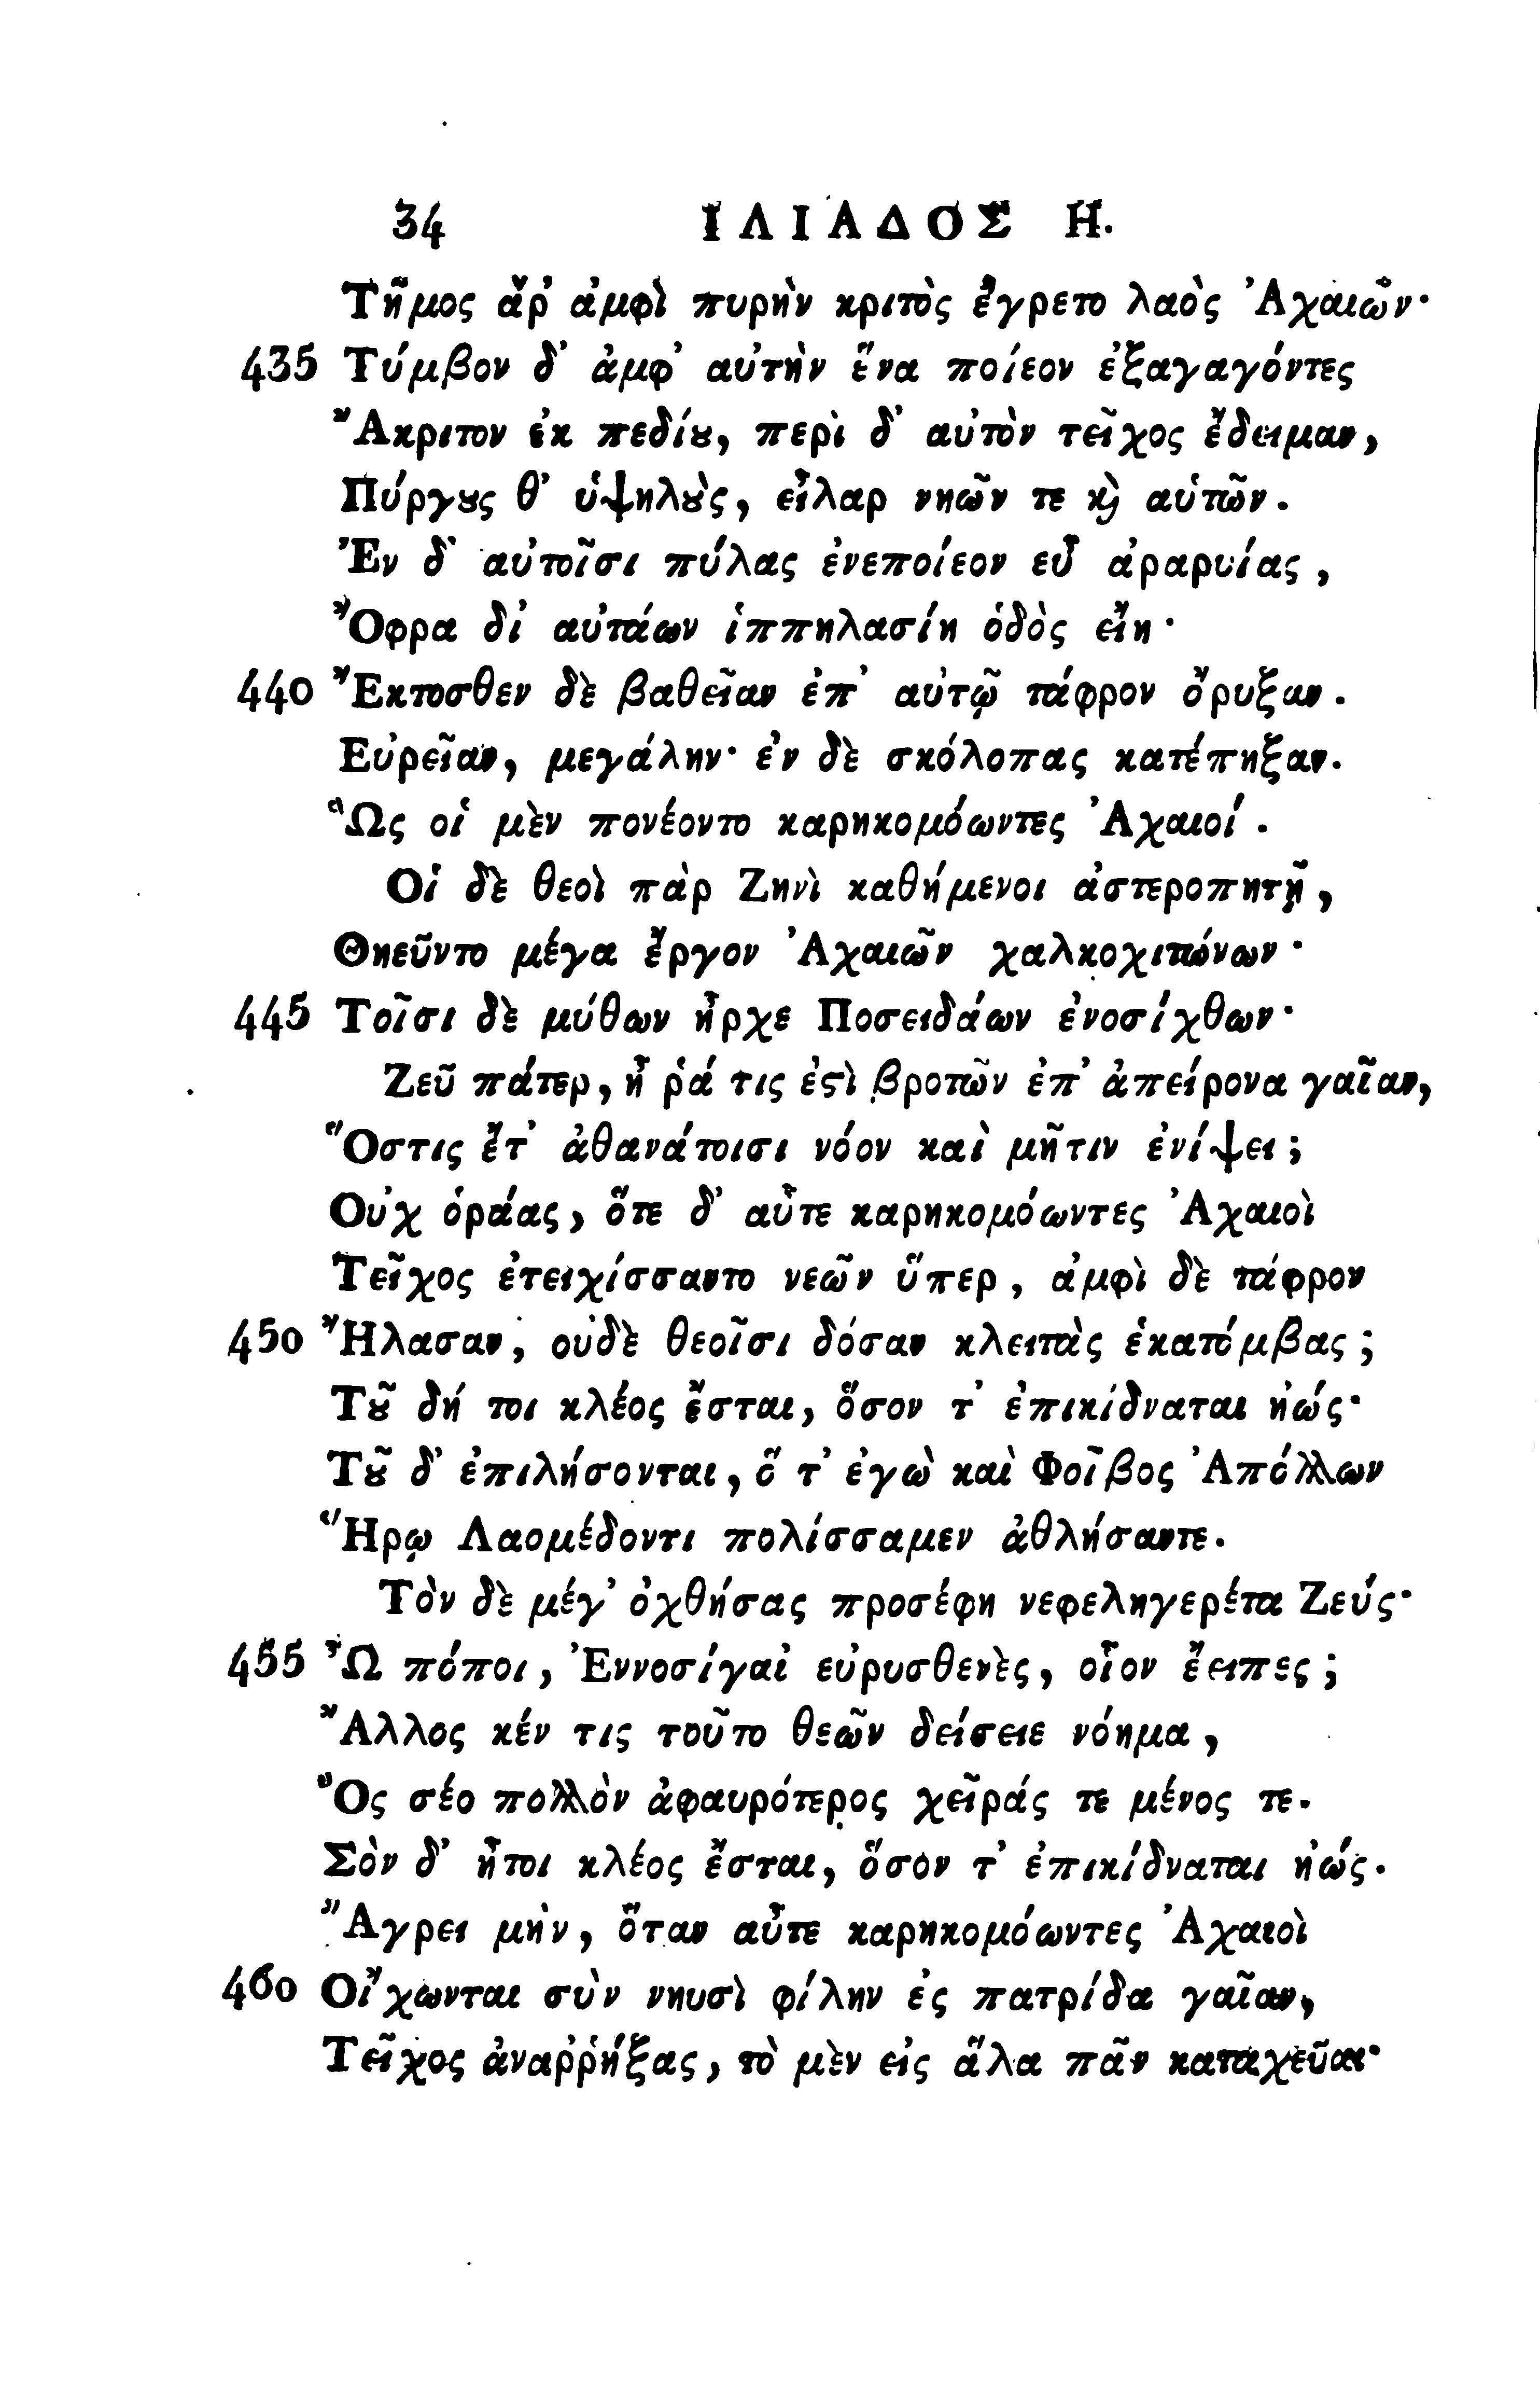 34 ΙΛΙΑΔΟΣ Η.
Τῆμος ἄρ' ἀμφὶ πυρὴν κριτὸς ἔγρετο λαὸς Ἀχαιῶν·
435 Τύμβον δ' ἀμφ' αὐτὴν ἕνα ποίεον ἐξαγαγόντες
Ἄκριτον ἐκ πεδίȣ, περὶ δ' αὐτὸν τεῖχος ἔδειμαν,
Πύργȣς θ' ὑψηλȣ̀ς, εἶλαρ νηῶν τε ϗ αὐτῶν.
Ἐν δ' αὐτοῖσι πύλας ἐνεποίεον εὖ ἀραρυίας,
Ὄφρα δι' αὐτάων ἱππηλασίη ὁδὸς εἴη·
440 Ἔκτοσθεν δὲ βαθεῖαν ἐπ' αὐτῷ τάφρον ὄρυξαν.
Εὐρεῖαν, μεγάλην· ἐν δὲ σκόλοπας κατέπηξαν.
Ὣς οἱ μὲν πονέοντο καρηκομόωντες Ἀχαιοί.
Οἱ δὲ θεοὶ πὰρ Ζηνὶ καθήμενοι ἀστεροπητῇ,
Θηεῦντο μέγα ἔργον Ἀχαιῶν χαλκοχιτώνων·
445 Τοῖσι δὲ μύθων ἦρχε Ποσειδάων ἐνοσίχθων·
Ζεῦ πάτερ, ἦ ῥά τις ἐϛὶ βροτῶν ἐπ' ἀπείρονα γαῖαν,
Ὅστις ἔτ' ἀθανάτοισι νόον καὶ μῆτιν ἐνίψει;
Οὐχ ὁράας, ὅτε δ' αὖτε καρηκομόωντες Ἀχαιοὶ
Τεῖχος ἐτειχίσσαντο νεῶν ὕπερ, ἀμφὶ δὲ τάφρον
450 Ἤλασαν, οὐδὲ θεοῖσι δόσαν κλειτὰς ἑκατόμβας;
Τȣ͂ δή τοι κλέος ἔσται, ὅσον τ' ἐπικίδναται ἠώς·
Τȣ͂ δ' ἐπιλήσονται, ὅ τ' ἐγὼ καὶ Φοῖβος Ἀπόλλων
Ἥρῳ Λαομέδοντι πολίσσαμεν ἀθλήσαντε.
Τὸν δὲ μέγ' ὀχθήσας προσέφη νεφεληγερέτα Ζεύς·
455 Ὦ πόποι, Ἐννοσίγαι' εὐρυσθενὲς, οἷον ἔειπες;
Ἄλλος κέν τις τοῦτο θεῶν δείσειε νόημα,
Ὃς σέο πολλὸν ἀφαυρότερος χεῖράς τε μένος τε.
Σὸν δ' ἦτοι κλέος ἔσται, ὅσον τ' ἐπικίδναται ἠώς.
Ἄγρει μὴν, ὅταν αὖτε καρηκομόωντες Ἀχαιοὶ
460 Οἴχωνται σὺν νηυσὶ φίλην ἐς πατρίδα γαῖαν,
Τεῖχος ἀναῤῥήξας, τὸ μὲν εἰς ἅλα πᾶν καταχεῦαι·